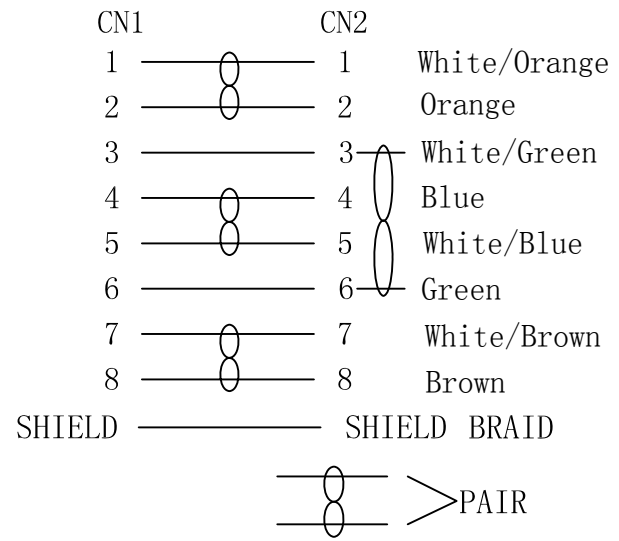 CN1 CN2
1 1 White/Orange
2 2 Orange
3 3 White/Green
4 4 Blue
5 5 White/Blue
6 6 Green
7 7 White/Brown
8 8 Brown
SHIELD SHIELD BRAID
PAIR